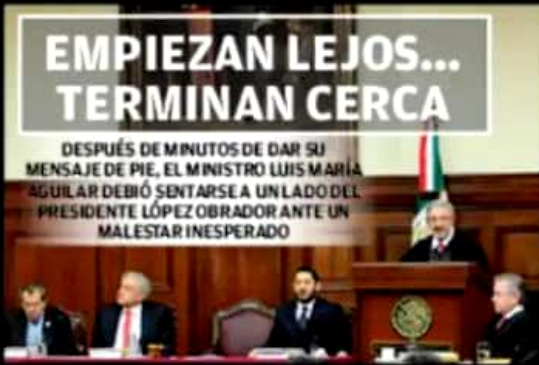 EMPIEZAN LEJOS...
TERMINAN CERCA
DESPUÉS DE MINUTOS DE DAR SU
MENSAJE DE PIE, EL MINISTRO LUIS MARÍA
AGUILAR DEBIÓ SENTARSE A UN LADO DEL
PRESIDENTE LÓPEZ OBRADOR ANTE UN
MALESTAR INESPERADO